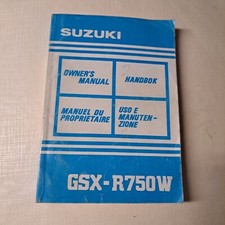 SUZUKI
OWNER'S
MANUAL
HANDBOK
MANUEL DU
PROPRIETAIRE
USO E
MANUTEN-
ZIONE
GSX-R750W